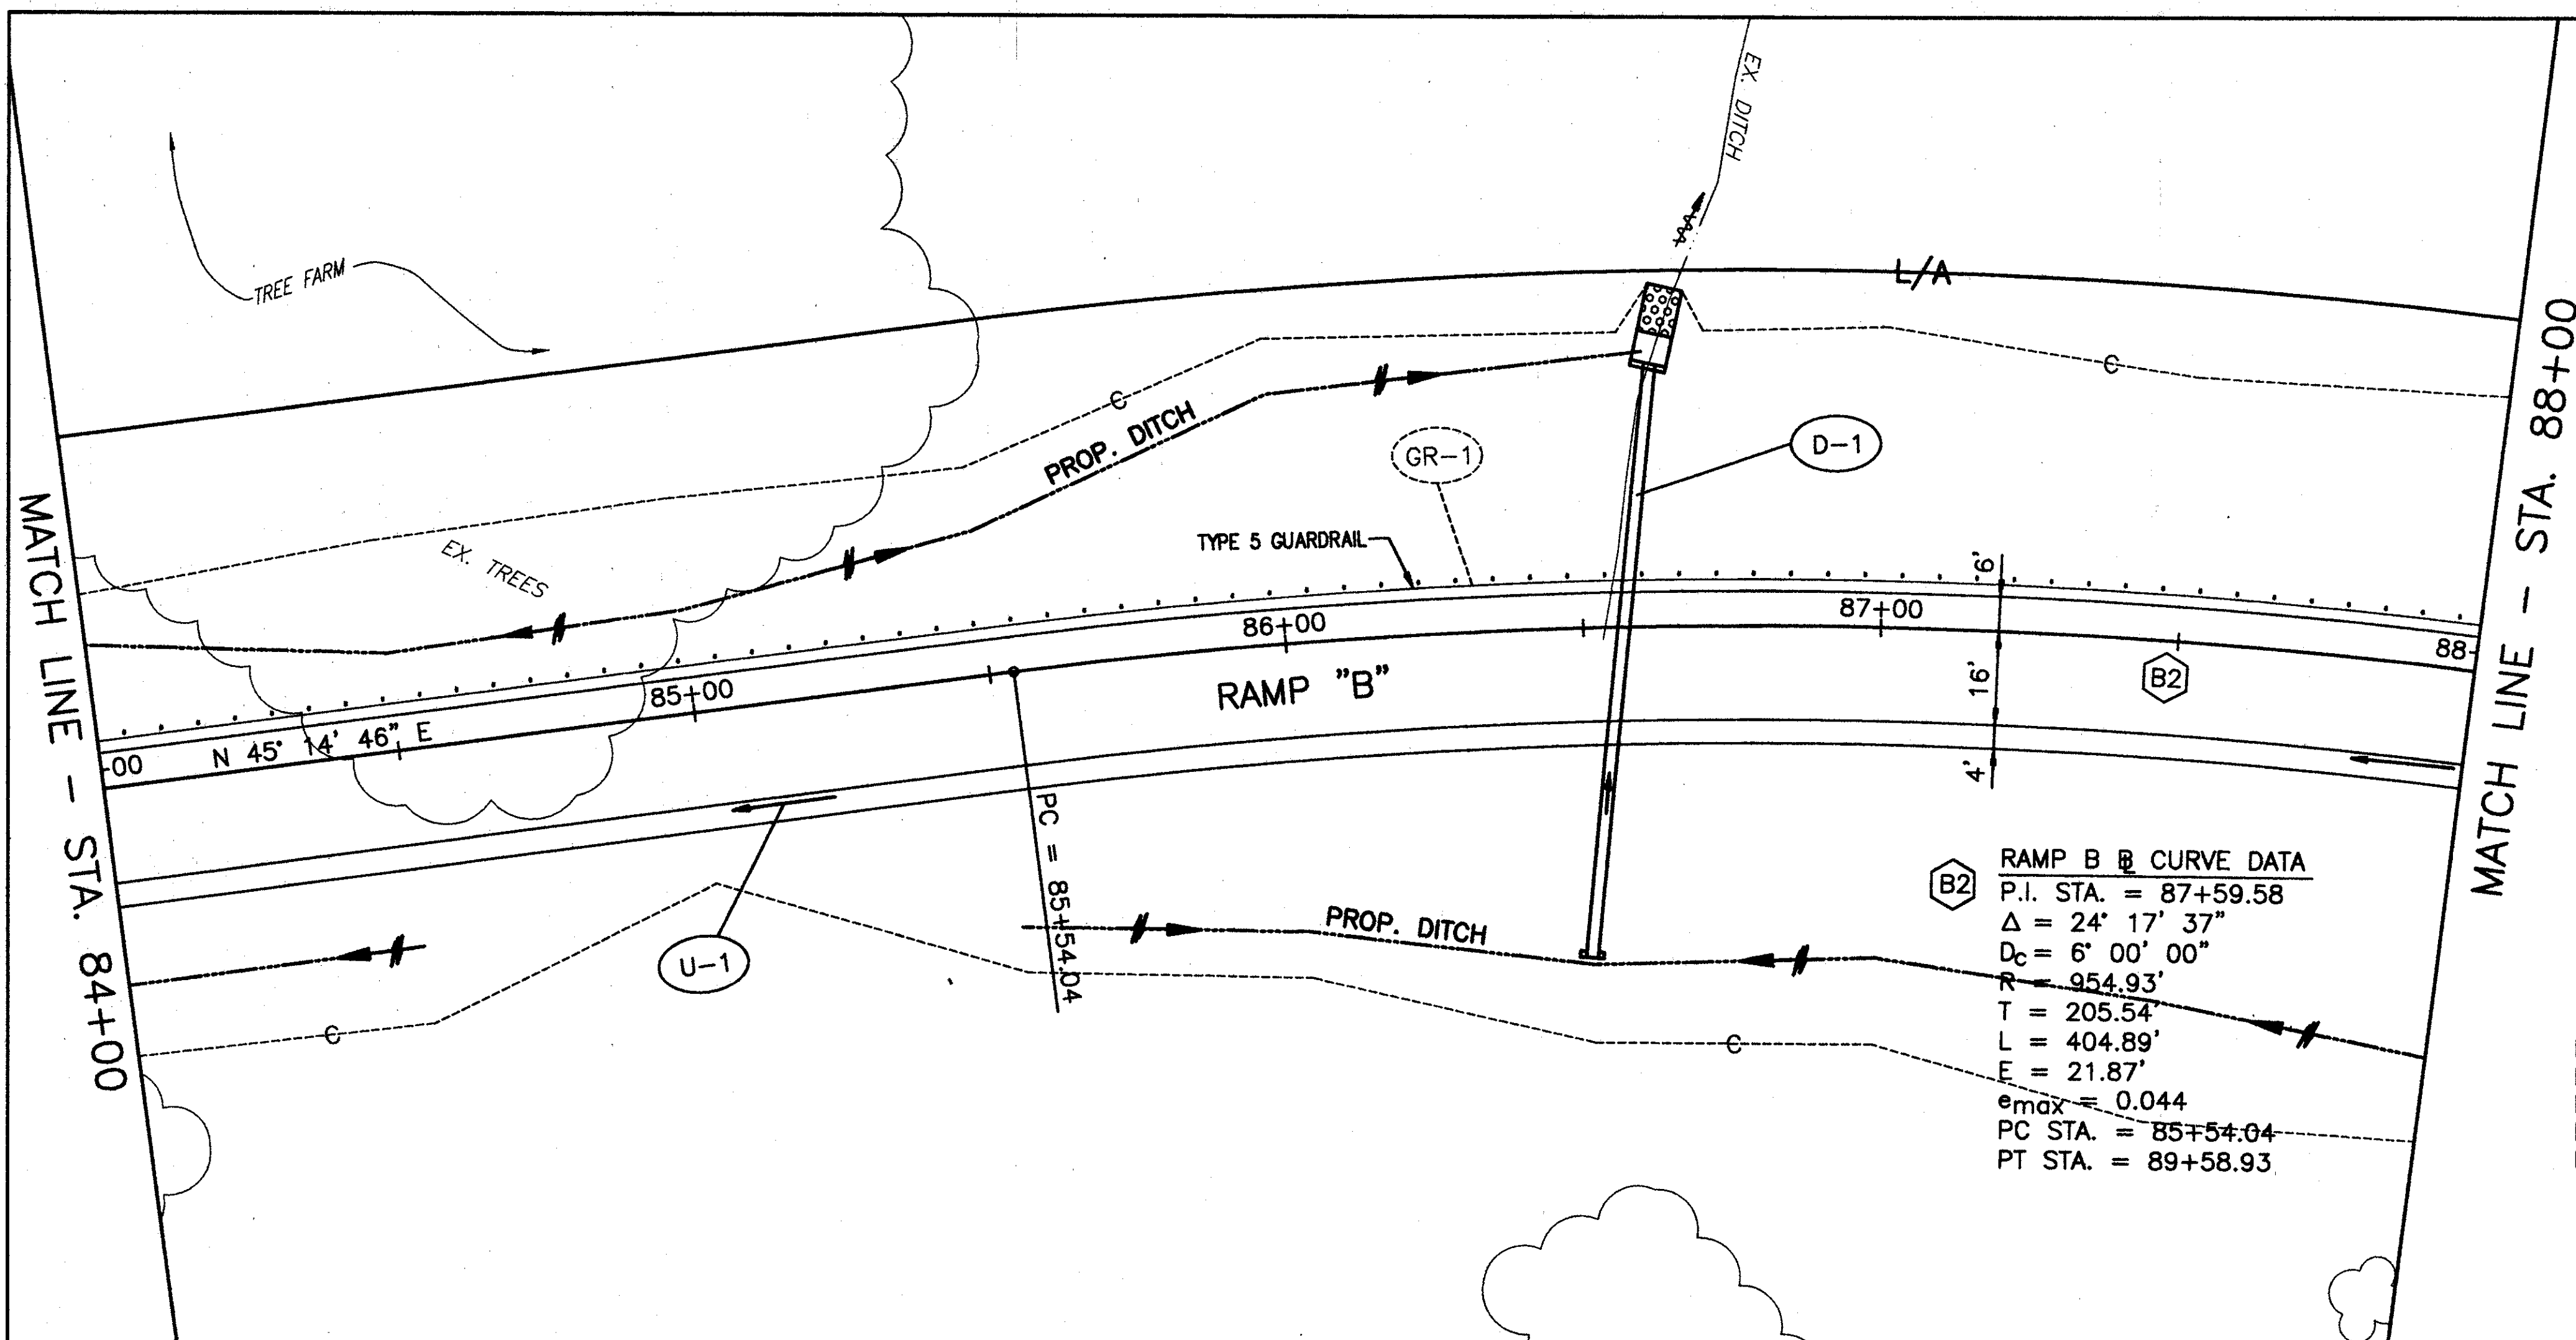 EX. DITCH
TREE FARM
L/A
C
C
PROP. DITCH
D-1
GR-1
TYPE 5 GUARDRAIL
EX. TREES
MATCH LINE - STA. 84+00
MATCH LINE - STA. 88+00
6'
86+00
87+00
88-
85+00
RAMP "B"
16'
B2
N 45° 14' 46" E
-00
4'
PC = 85+54.04
PROP. DITCH
U-1
C
C
B2
RAMP B BL CURVE DATA
P.I. STA. = 87+59.58
Δ = 24° 17' 37"
Dc = 6° 00' 00"
R = 954.93'
T = 205.54'
L = 404.89'
E = 21.87'
emax = 0.044
PC STA. = 85+54.04
PT STA. = 89+58.93